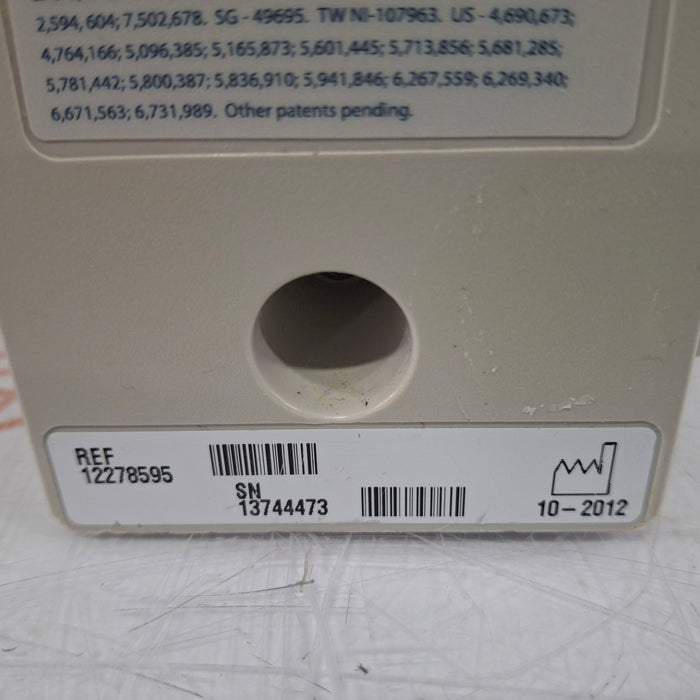 2,594,604; 7,502,678. SG - 49695. TW NI-107963. US - 4,690,673;
4,764,166; 5,096,385; 5,165,873; 5,601,445; 5,713,856; 5,681,285;
5,781,442; 5,800,387; 5,836,910; 5,941,846; 6,267,559; 6,269,340;
6,671,563; 6,731,989. Other patents pending.
REF
12278595
SN
13744473
10-2012